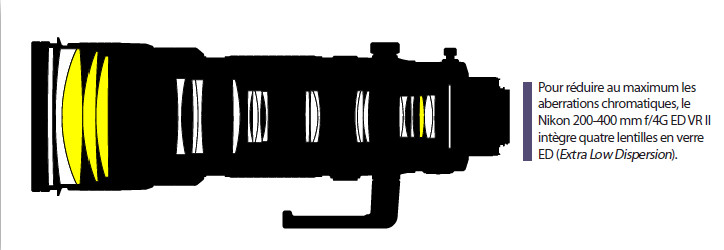 Pour réduire au maximum les
aberrations chromatiques, le
Nikon 200-400 mm f/4G ED VR II
intègre quatre lentilles en verre
ED (Extra Low Dispersion).